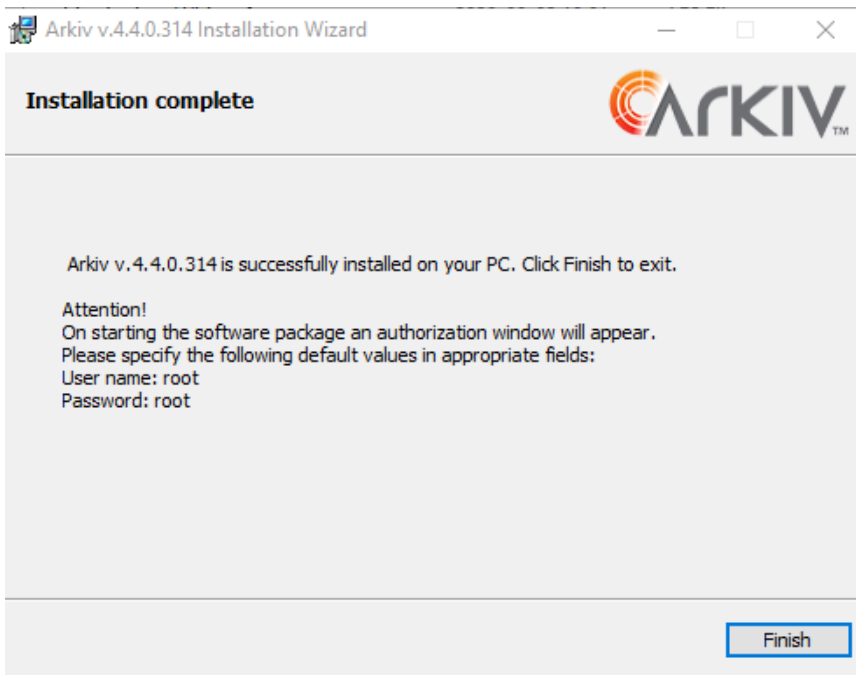 Arkiv v.4.4.0.314 Installation Wizard
Installation complete
ARKIV TM
Arkiv v.4.4.0.314 is successfully installed on your PC. Click Finish to exit.
Attention!
On starting the software package an authorization window will appear.
Please specify the following default values in appropriate fields:
User name: root
Password: root
Finish